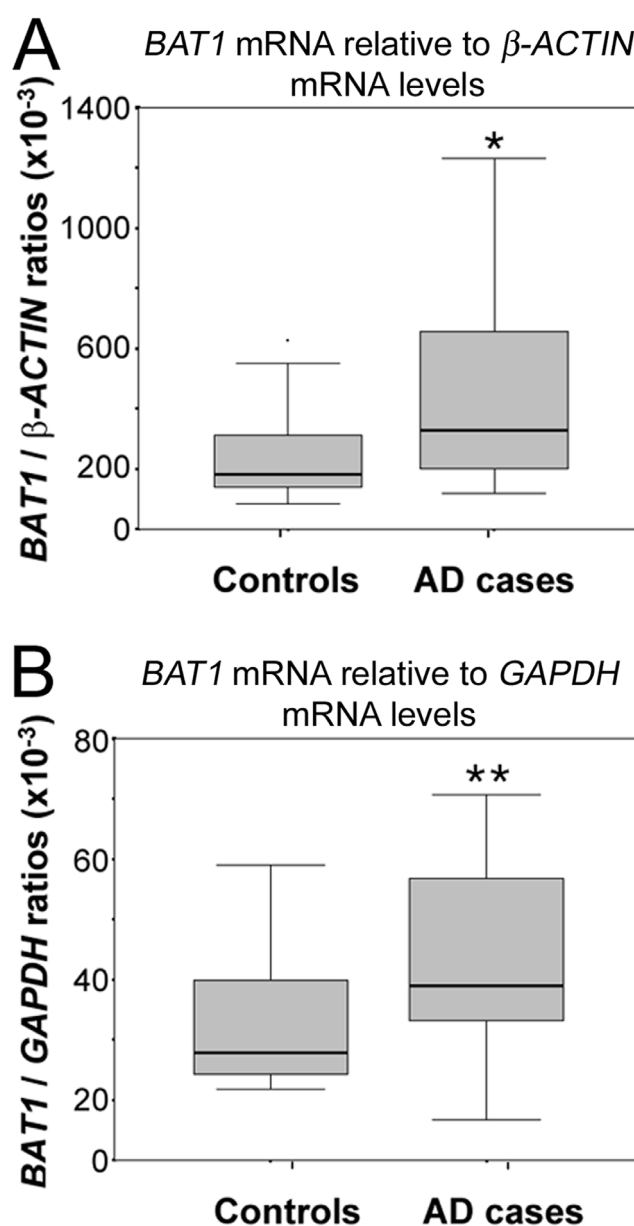 A
BAT1 mRNA relative to β-ACTIN
mRNA levels
BAT1 / β-ACTIN ratios (x10⁻³)
1400
1000
600
200
0
*
Controls AD cases
B
BAT1 mRNA relative to GAPDH
mRNA levels
BAT1 / GAPDH ratios (x10⁻³)
80
60
40
20
0
**
Controls AD cases